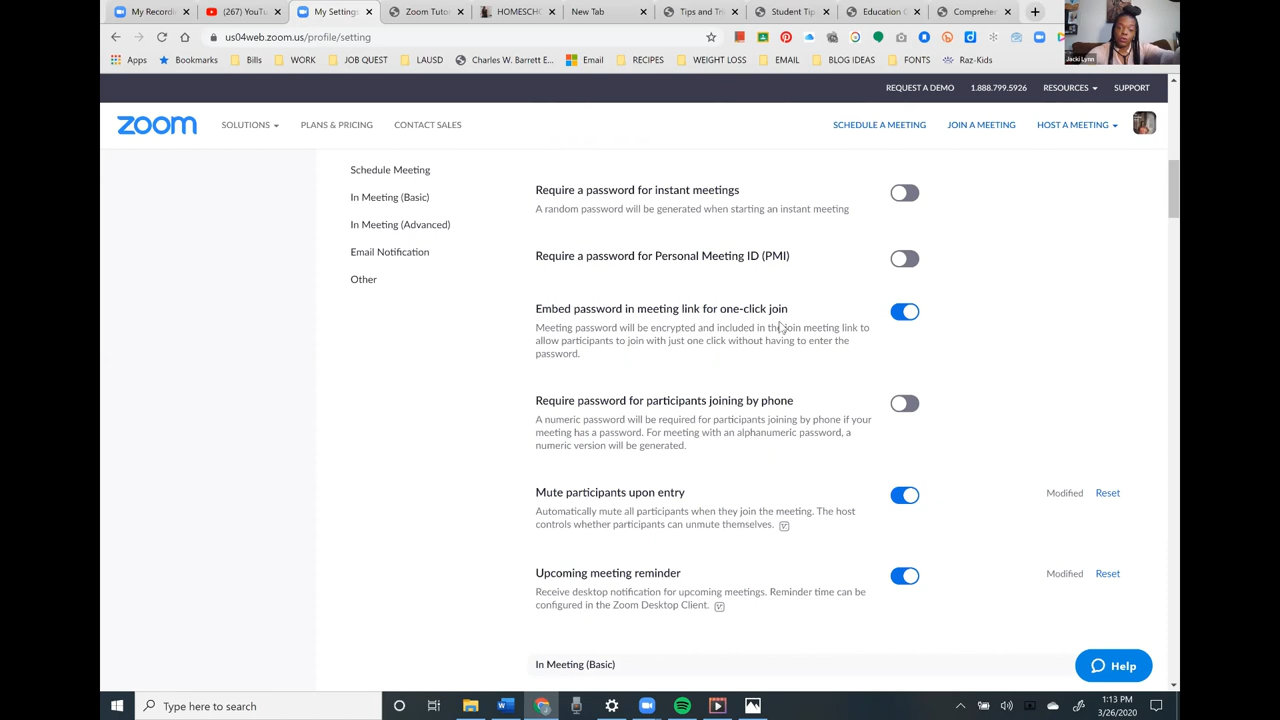 My Recordi
(267) YouTu
My Setting
Zoom Tutor
HOMESCHO
New Tab
Tips and Tri
Student Tip
Education G
Comprehen
us04web.zoom.us/profile/setting
Apps
Bookmarks
Bills
WORK
JOB QUEST
LAUSD
Charles W. Barrett E...
Email
RECIPES
WEIGHT LOSS
EMAIL
BLOG IDEAS
FONTS
Raz-Kids
Jacki Lynn
REQUEST A DEMO
1.888.799.5926
RESOURCES
SUPPORT
zoom
SOLUTIONS
PLANS & PRICING
CONTACT SALES
SCHEDULE A MEETING
JOIN A MEETING
HOST A MEETING
Schedule Meeting
In Meeting (Basic)
In Meeting (Advanced)
Email Notification
Other
Require a password for instant meetings
A random password will be generated when starting an instant meeting
Require a password for Personal Meeting ID (PMI)
Embed password in meeting link for one-click join
Meeting password will be encrypted and included in the join meeting link to
allow participants to join with just one click without having to enter the
password.
Require password for participants joining by phone
A numeric password will be required for participants joining by phone if your
meeting has a password. For meeting with an alphanumeric password, a
numeric version will be generated.
Mute participants upon entry
Modified
Reset
Automatically mute all participants when they join the meeting. The host
controls whether participants can unmute themselves.
Upcoming meeting reminder
Modified
Reset
Receive desktop notification for upcoming meetings. Reminder time can be
configured in the Zoom Desktop Client.
In Meeting (Basic)
Help
Type here to search
1:13 PM
3/26/2020